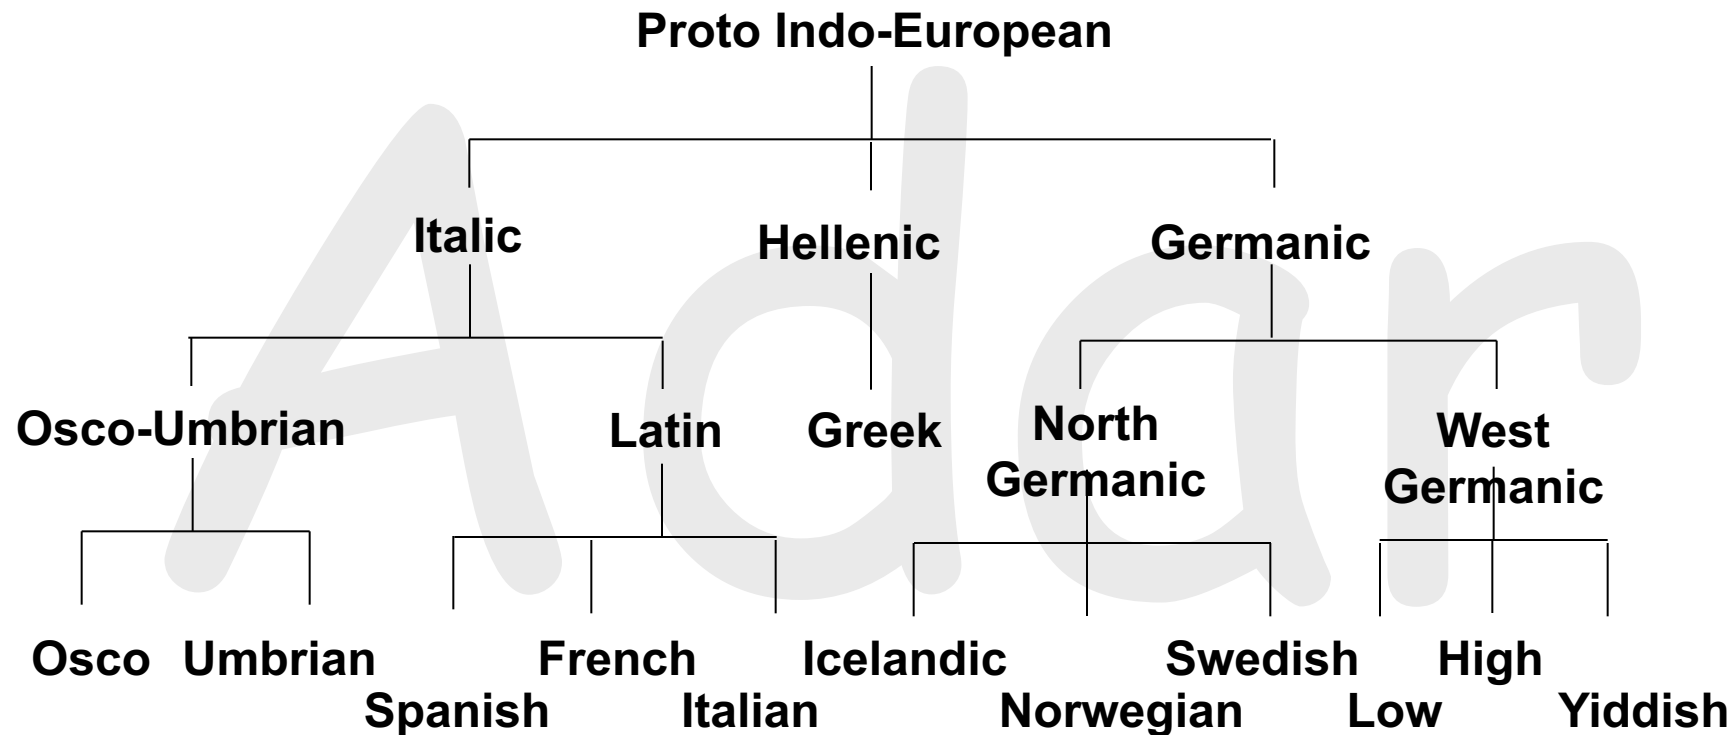 Proto Indo-European
Italic Hellenic Germanic
Osco-Umbrian Latin Greek North Germanic West Germanic
Osco Umbrian French Icelandic Swedish High
Spanish Italian Norwegian Low Yiddish
Adar